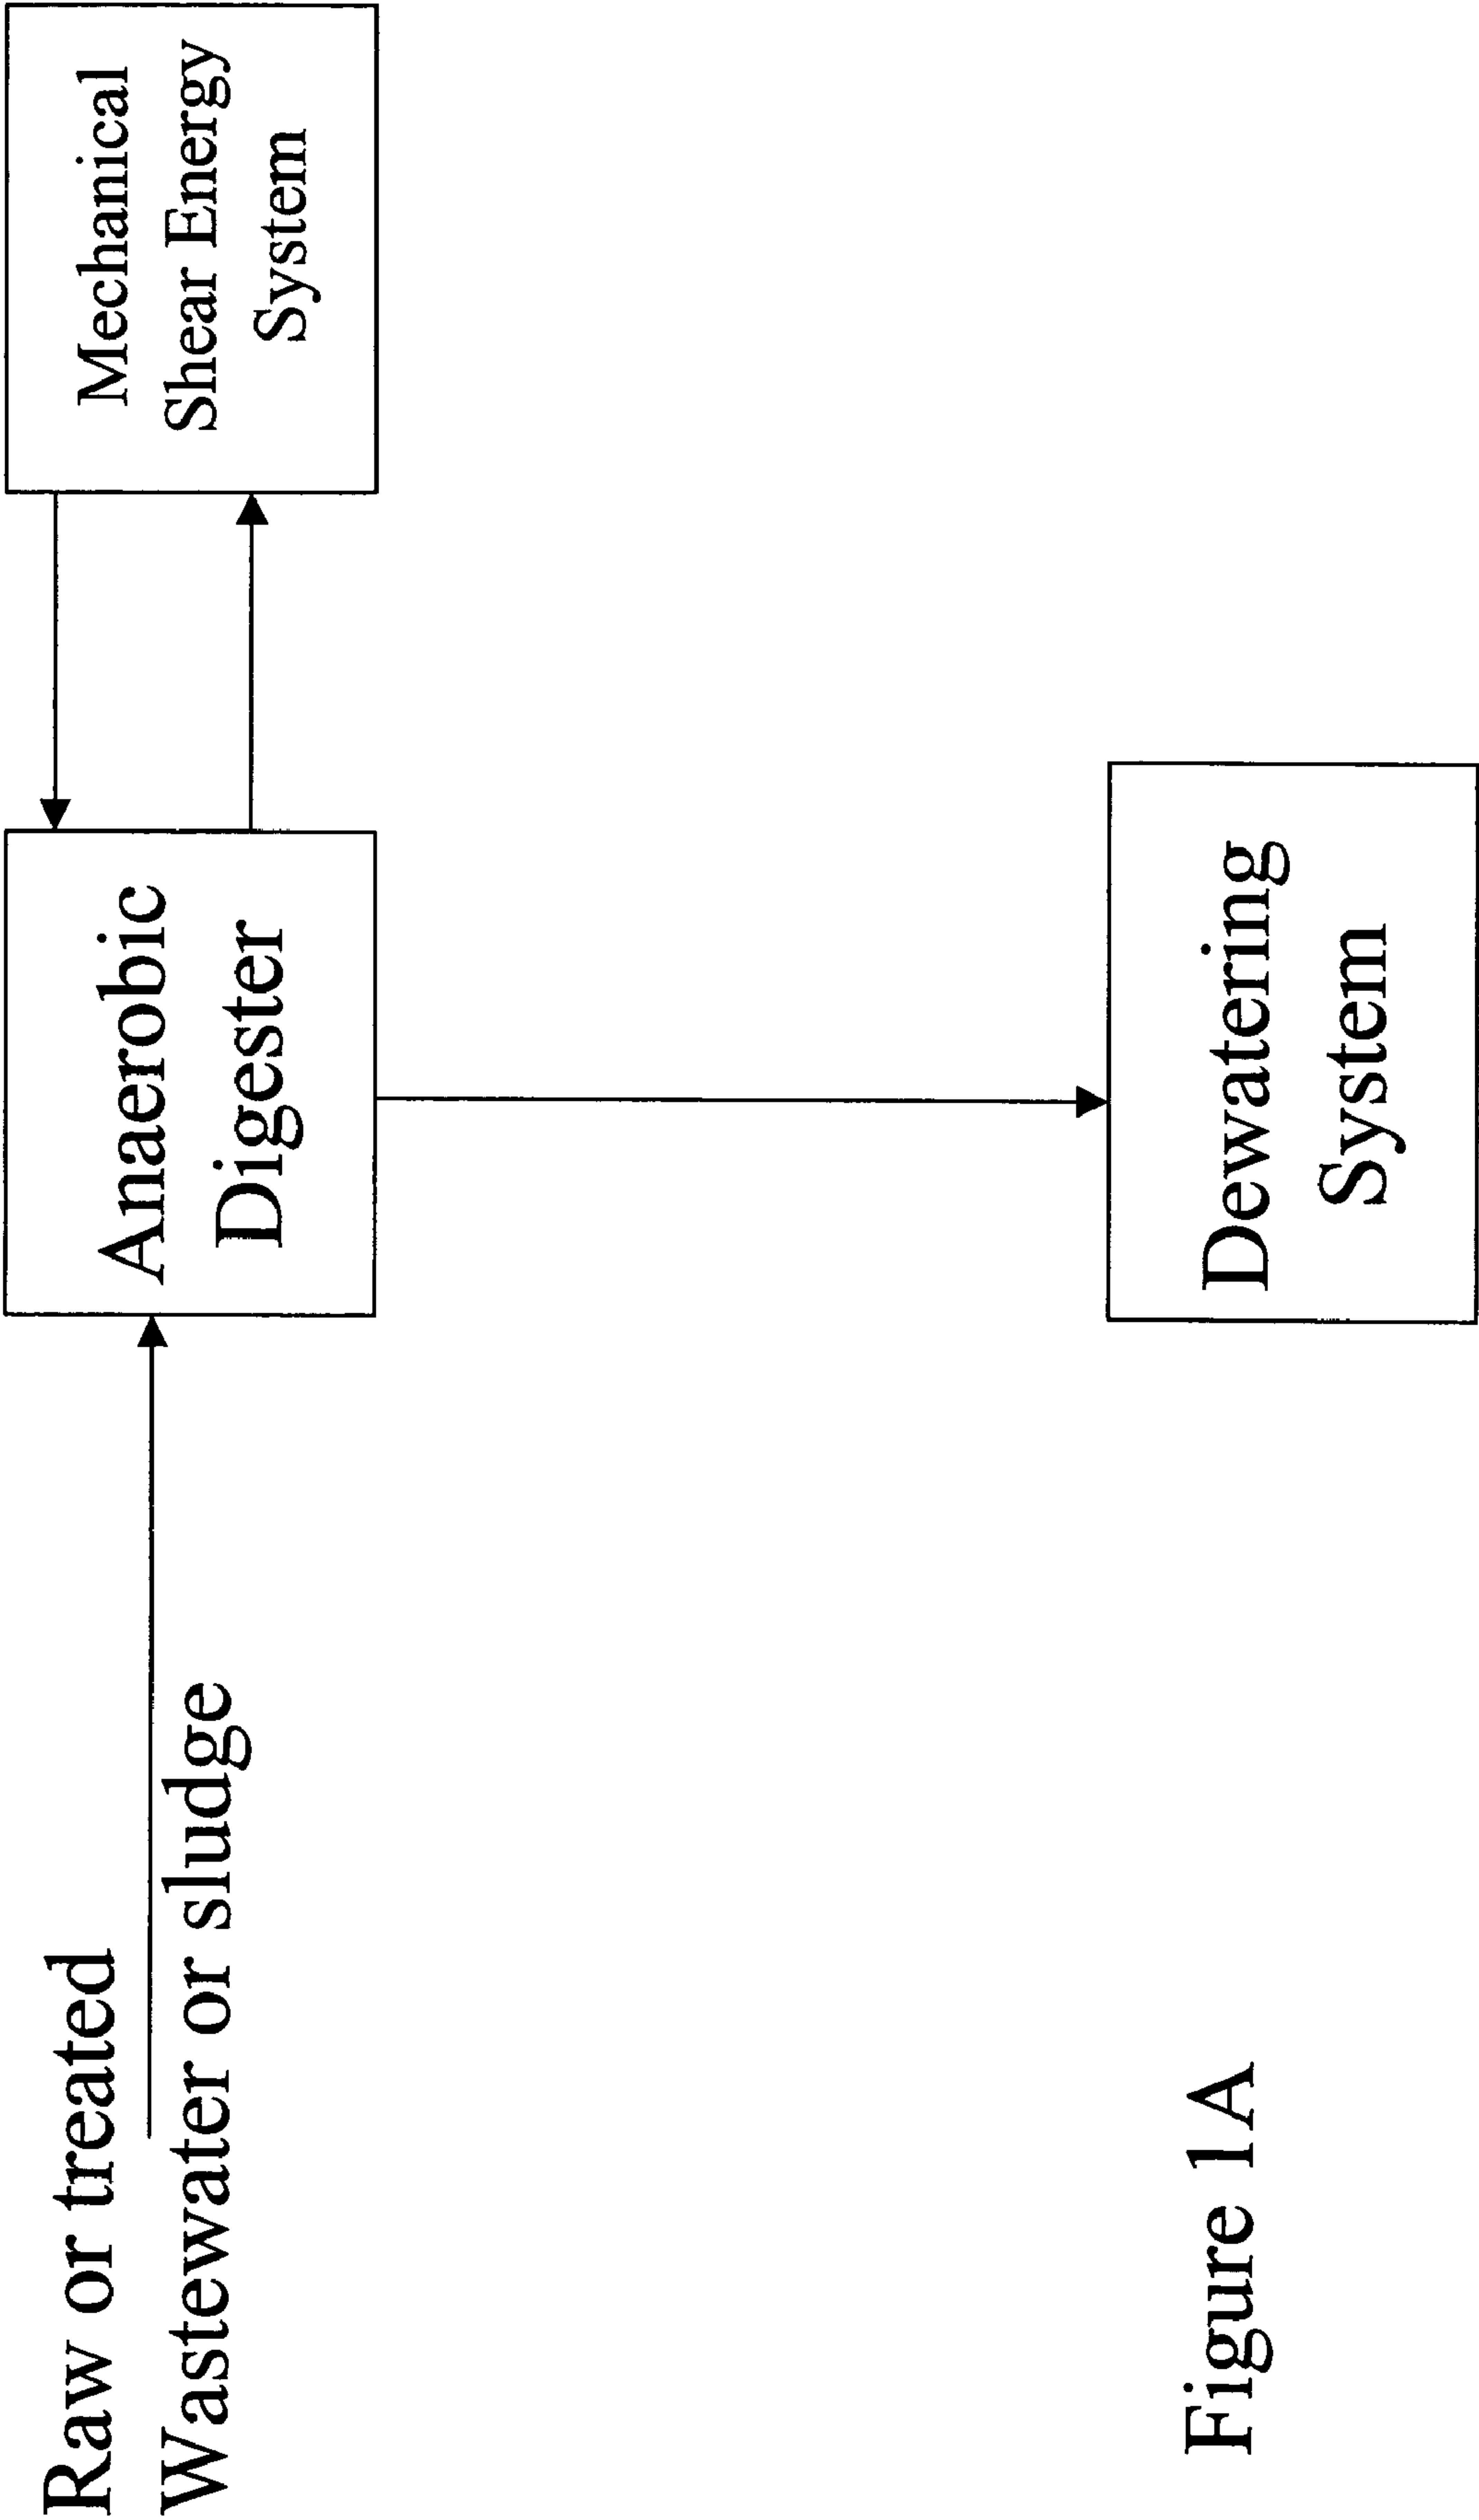 Raw or treated
Wastewater or sludge
Anaerobic
Digester
Mechanical
Shear Energy
System
Dewatering
System
Figure 1A